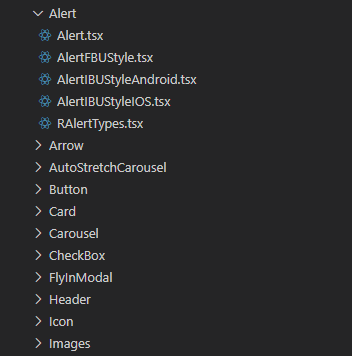 Alert
Alert.tsx
AlertFBUStyle.tsx
AlertIBUStyleAndroid.tsx
AlertIBUStyleIOS.tsx
RAlertTypes.tsx
Arrow
AutoStretchCarousel
Button
Card
Carousel
CheckBox
FlyInModal
Header
Icon
Images